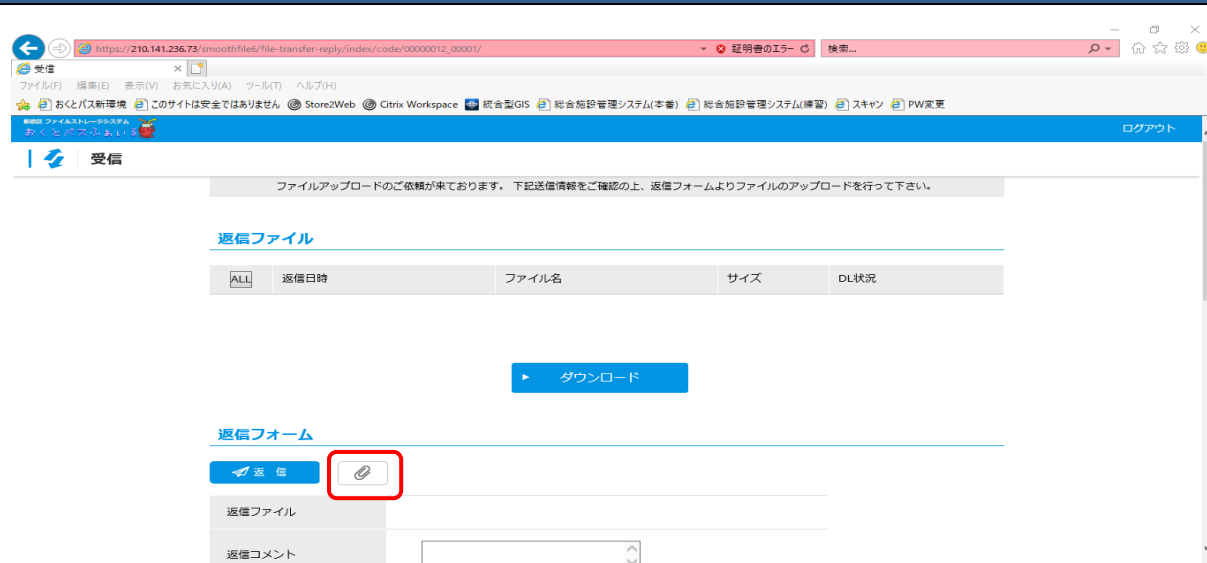 https://210.141.236.73/smoothfile6/file-transfer-reply/index/code/00000012_00001/
証明書のエラー
検索...
受信
ファイル(F) 編集(E) 表示(V) お気に入り(A) ツール(T) ヘルプ(H)
おくとパス新環境 このサイトは安全ではありません Store2Web Citrix Workspace 統合型GIS 総合施設管理システム(本番) 総合施設管理システム(練習) スキャン PW変更
板橋区 ファイルストレージシステム
おくとパスふぁいる
ログアウト
受信
ファイルアップロードのご依頼が来ております。 下記送信情報をご確認の上、返信フォームよりファイルのアップロードを行って下さい。
返信ファイル
ALL 返信日時 ファイル名 サイズ DL状況
ダウンロード
返信フォーム
返 信
返信ファイル
返信コメント